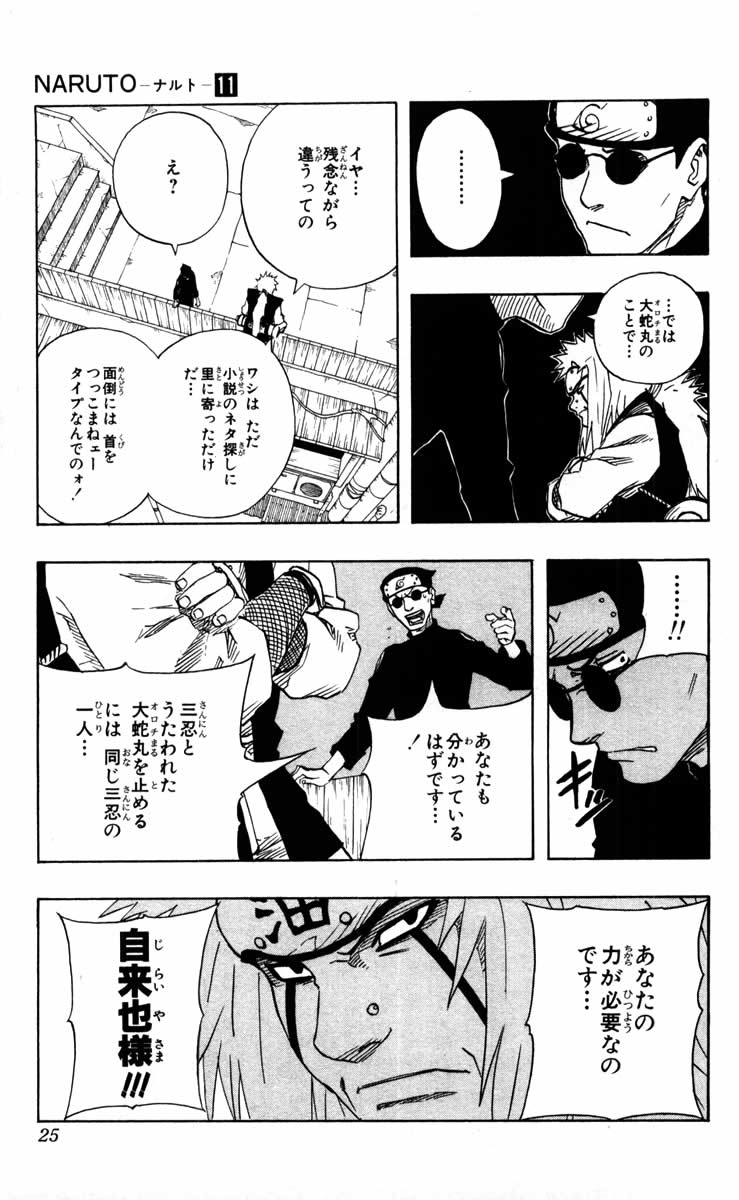 NARUTO―ナルト―11
………
…では
大蛇丸の
ことで…
イヤ…
残念ながら
違うっての
え？
ワシは ただ
小説のネタ探しに
里に寄っただけ
だ…
面倒には 首を
つっこまねェー
タイプなんでのォ！
……!!
ギッ
あなたも
分かっている
はずです…
！
三忍と
うたわれた
大蛇丸を止める
には 同じ三忍の
一人…
あなたの
力が必要なの
です…
自来也様!!!
25